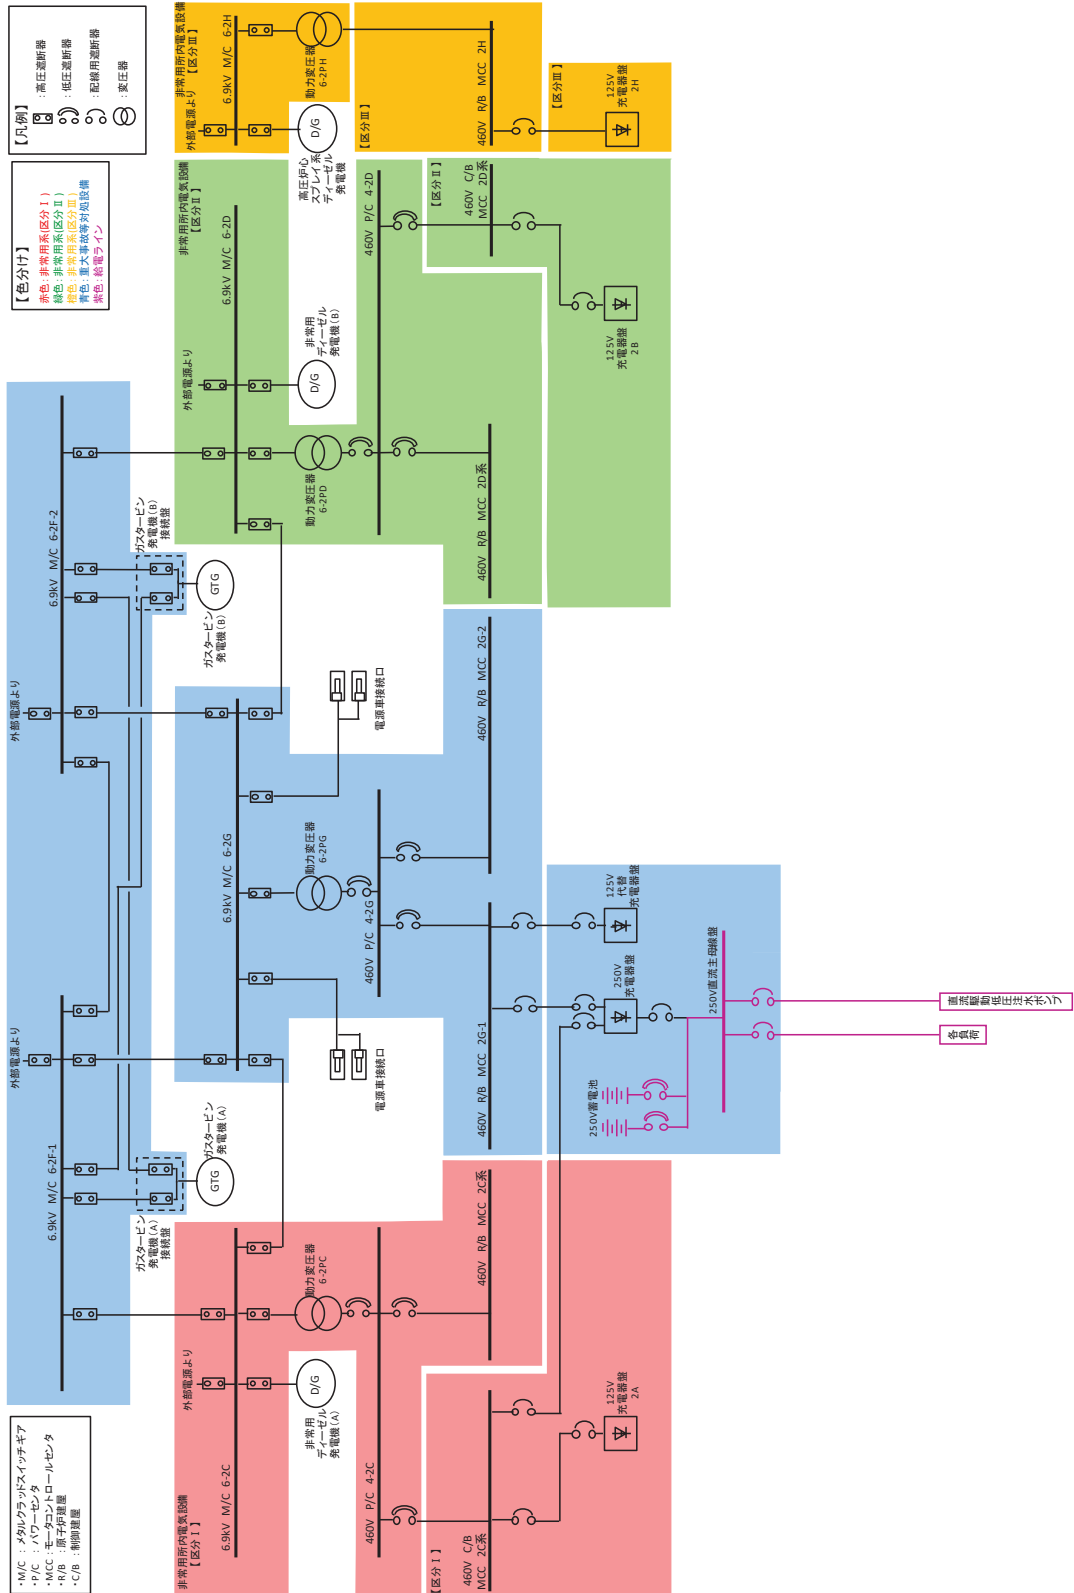 ・M/C ：メタルクラッドスイッチギア
・P/C ：パワーセンタ
・MCC：モータコントロールセンタ
・R/B ：原子炉建屋
・C/B ：制御建屋
【色分け】
赤色：非常用系(区分Ⅰ)
緑色：非常用系(区分Ⅱ)
橙色：非常用系(区分Ⅲ)
青色：重大事故等対処設備
紫色：給電ライン
【凡例】
：高圧遮断器
：低圧遮断器
：配線用遮断器
：変圧器
外部電源より
6.9kV M/C 6-2F-1
外部電源より
6.9kV M/C 6-2F-2
ガスタービン
発電機(A)
接続盤
GTG
ガスタービン
発電機(A)
ガスタービン
発電機(B)
接続盤
GTG
ガスタービン
発電機(B)
非常用所内電気設備
【区分Ⅰ】
外部電源より
6.9kV M/C 6-2C
D/G
非常用
ディーゼル
発電機(A)
動力変圧器
6-2PC
460V P/C 4-2C
460V R/B MCC 2C系
【区分Ⅰ】
460V C/B
MCC 2C系
125V
充電器盤
2A
6.9kV M/C 6-2G
電源車接続口
動力変圧器
6-2PG
電源車接続口
460V P/C 4-2G
460V R/B MCC 2G-1
460V R/B MCC 2G-2
250V
充電器盤
125V
代替
充電器盤
250V蓄電池
250V直流主母線盤
各負荷
直流駆動低圧注水ポンプ
非常用所内電気設備
【区分Ⅱ】
外部電源より
6.9kV M/C 6-2D
D/G
非常用
ディーゼル
発電機(B)
動力変圧器
6-2PD
460V P/C 4-2D
460V R/B MCC 2D系
【区分Ⅱ】
460V C/B
MCC 2D系
125V
充電器盤
2B
非常用所内電気設備
【区分Ⅲ】
外部電源より
6.9kV M/C 6-2H
D/G
高圧炉心
スプレイ系
ディーゼル
発電機
動力変圧器
6-2PH
【区分Ⅲ】
460V R/B MCC 2H
【区分Ⅲ】
125V
充電器盤
2H